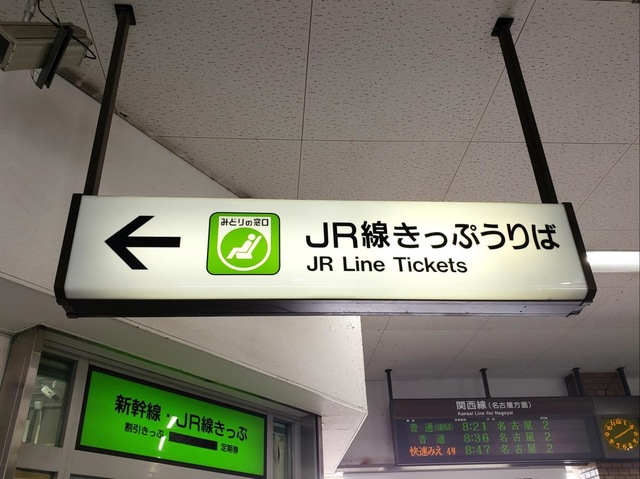 みどりの窓口
JR線きっぷうりば
JR Line Tickets
新幹線・JR線きっぷ
割引きっぷ 定期券
関西線(名古屋方面)
Kansai Line (for Nagoya)
普通 8:21 名古屋 2
普通 8:36 名古屋 2
快速みえ 4号 8:47 名古屋 2